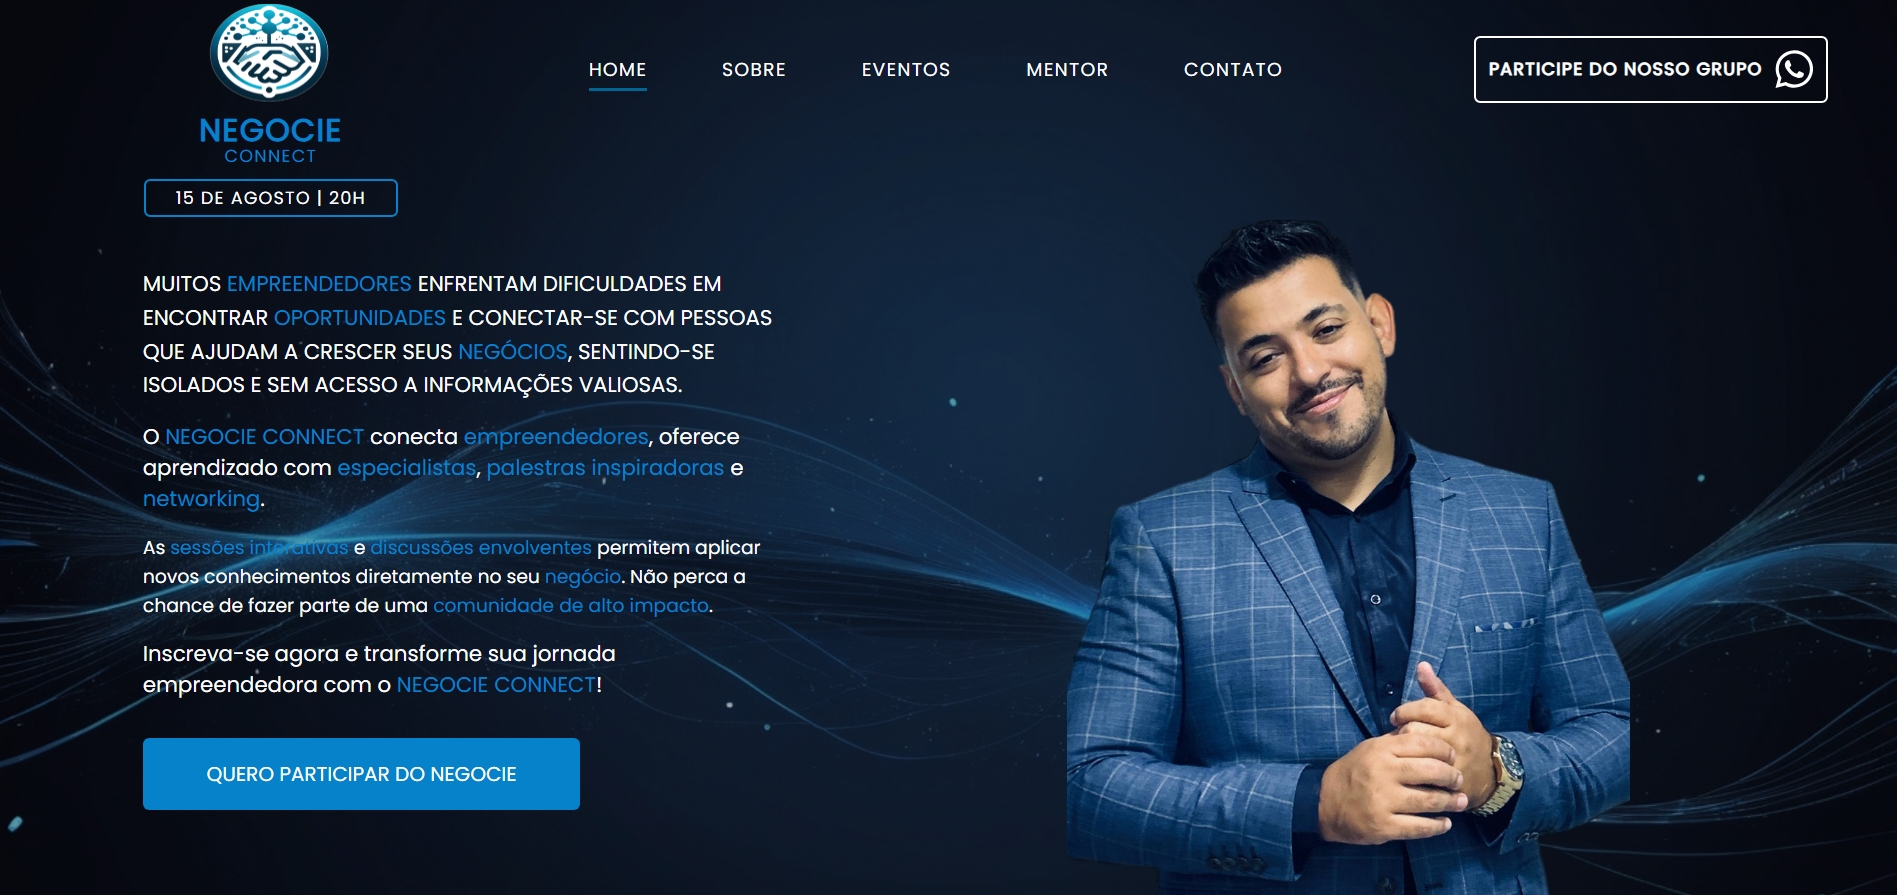 HOME SOBRE EVENTOS MENTOR CONTATO
PARTICIPE DO NOSSO GRUPO
NEGOCIE
CONNECT
15 DE AGOSTO | 20H
MUITOS EMPREENDEDORES ENFRENTAM DIFICULDADES EM
ENCONTRAR OPORTUNIDADES E CONECTAR-SE COM PESSOAS
QUE AJUDAM A CRESCER SEUS NEGÓCIOS, SENTINDO-SE
ISOLADOS E SEM ACESSO A INFORMAÇÕES VALIOSAS.
O NEGOCIE CONNECT conecta empreendedores, oferece
aprendizado com especialistas, palestras inspiradoras e
networking.
As sessões interativas e discussões envolventes permitem aplicar
novos conhecimentos diretamente no seu negócio. Não perca a
chance de fazer parte de uma comunidade de alto impacto.
Inscreva-se agora e transforme sua jornada
empreendedora com o NEGOCIE CONNECT!
QUERO PARTICIPAR DO NEGOCIE